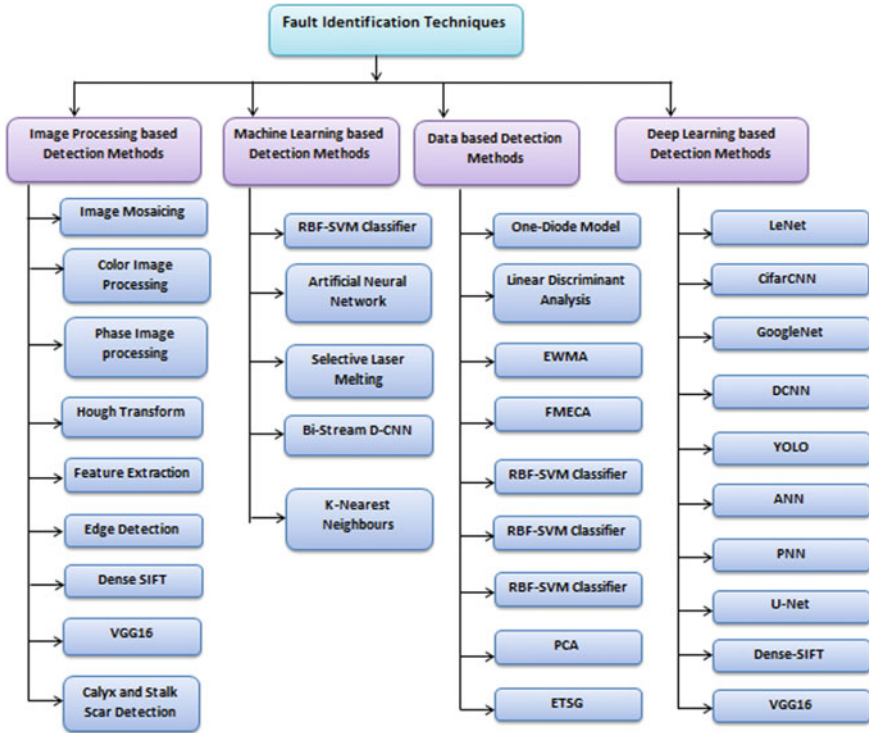 Fault Identification Techniques
Image Processing based
Detection Methods
Image Mosaicing
Color Image
Processing
Phase Image
processing
Hough Transform
Feature Extraction
Edge Detection
Dense SIFT
VGG16
Calyx and Stalk
Scar Detection
Machine Learning based
Detection Methods
RBF-SVM Classifier
Artificial Neural
Network
Selective Laser
Melting
Bi-Stream D-CNN
K-Nearest
Neighbours
Data based Detection
Methods
One-Diode Model
Linear Discriminant
Analysis
EWMA
FMECA
RBF-SVM Classifier
RBF-SVM Classifier
RBF-SVM Classifier
PCA
ETSG
Deep Learning based
Detection Methods
LeNet
CifarCNN
GoogleNet
DCNN
YOLO
ANN
PNN
U-Net
Dense-SIFT
VGG16